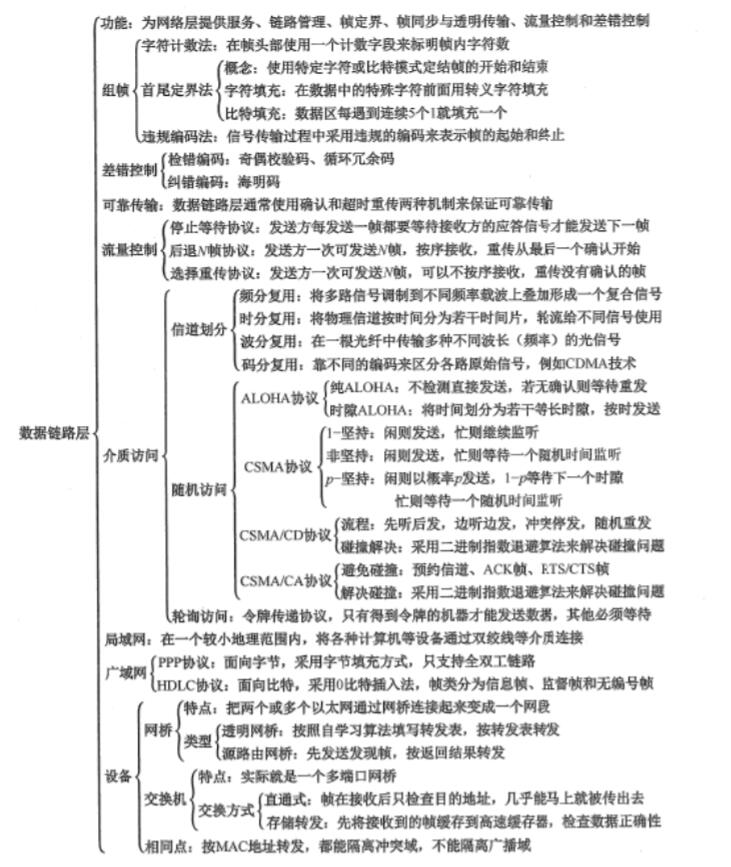 功能：为网络层提供服务、链路管理、帧定界、帧同步与透明传输、流量控制和差错控制
字符计数法：在帧头部使用一个计数字段来标明帧内字符数
概念：使用特定字符或比特模式定结帧的开始和结束
组帧 首尾定界法 字符填充：在数据中的特殊字符前面用转义字符填充
比特填充：数据区每遇到连续5个1就填充一个
违规编码法：信号传输过程中采用违规的编码来表示帧的起始和终止
差错控制 检错编码：奇偶校验码、循环冗余码
纠错编码：海明码
可靠传输：数据链路层通常使用确认和超时重传两种机制来保证可靠传输
停止等待协议：发送方每发送一帧都要等待接收方的应答信号才能发送下一帧
流量控制 后退N帧协议：发送方一次可发送N帧，按序接收，重传从最后一个确认开始
选择重传协议：发送方一次可发送N帧，可以不按序接收，重传没有确认的帧
频分复用：将多路信号调制到不同频率载波上叠加形成一个复合信号
信道划分 时分复用：将物理信道按时间分为若干时间片，轮流给不同信号使用
波分复用：在一根光纤中传输多种不同波长（频率）的光信号
码分复用：靠不同的编码来区分各路原始信号，例如CDMA技术
ALOHA协议 纯ALOHA：不检测直接发送，若无确认则等待重发
时隙ALOHA：将时间划分为若干等长时隙，按时发送
数据链路层
介质访问
随机访问
1-坚持：闲则发送，忙则继续监听
非坚持：闲则发送，忙则等待一个随机时间监听
CSMA协议 p-坚持：闲则以概率p发送，1-p等待下一个时隙
忙则等待一个随机时间监听
CSMA/CD协议 流程：先听后发，边听边发，冲突停发，随机重发
碰撞解决：采用二进制指数退避算法来解决碰撞问题
CSMA/CA协议 避免碰撞：预约信道、ACK帧、RTS/CTS帧
解决碰撞：采用二进制指数退避算法来解决碰撞问题
轮询访问：令牌传递协议，只有得到令牌的机器才能发送数据，其他必须等待
局域网：在一个较小地理范围内，将各种计算机等设备通过双绞线等介质连接
广域网 PPP协议：面向字节，采用字节填充方式，只支持全双工链路
HDLC协议：面向比特，采用0比特插入法，帧类分为信息帧、监督帧和无编号帧
特点：把两个或多个以太网通过网桥连接起来变成一个网段
网桥 类型 透明网桥：按照自学习算法填写转发表，按转发表转发
源路由网桥：先发送发现帧，按返回结果转发
设备
特点：实际就是一个多端口网桥
交换机 交换方式 直通式：帧在接收后只检查目的地址，几乎能马上就被传出去
存储转发：先将接收到的帧缓存到高速缓存器，检查数据正确性
相同点：按MAC地址转发，都能隔离冲突域，不能隔离广播域